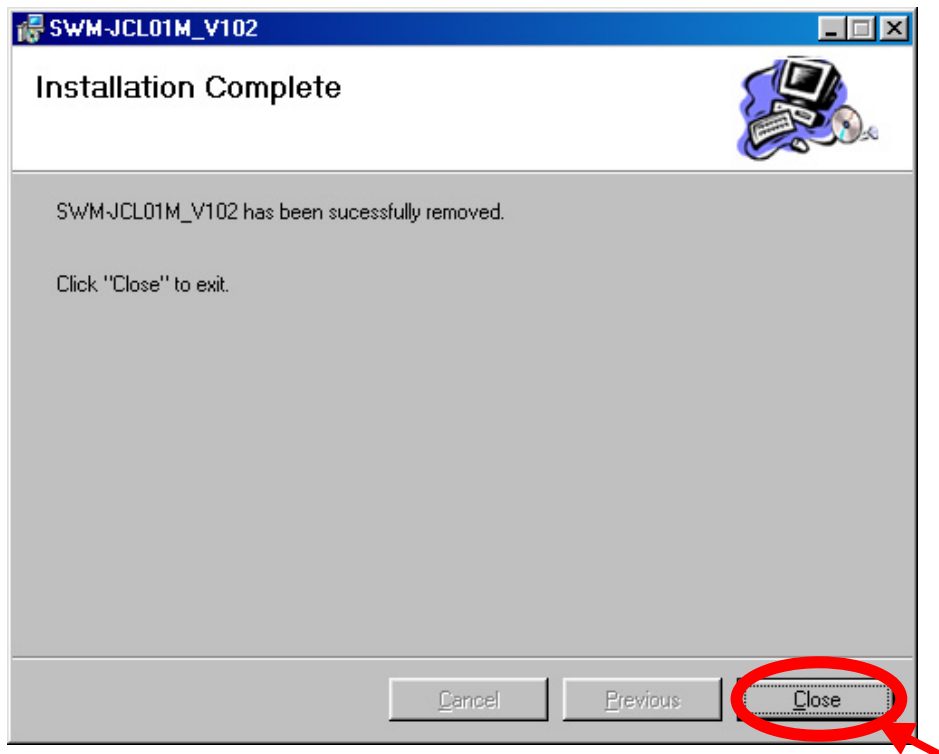 SWM-JCL01M_V102
Installation Complete
SWM-JCL01M_V102 has been sucessfully removed.
Click "Close" to exit.
Cancel
Previous
Close